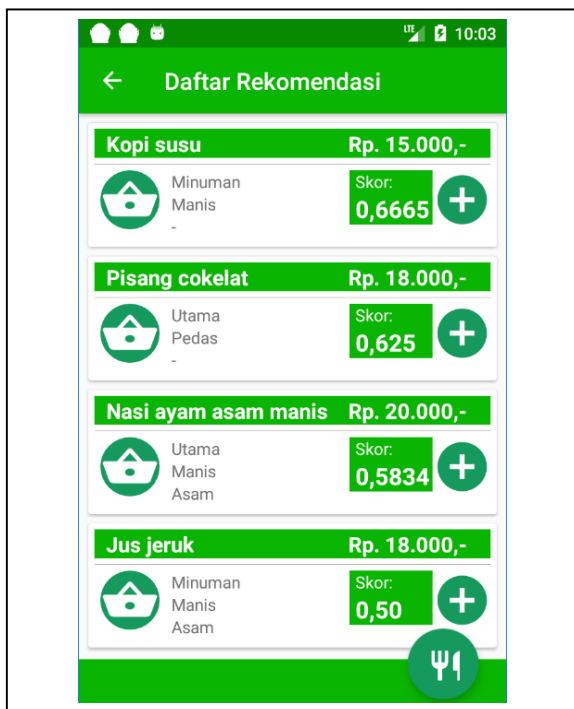 LTE 10:03
Daftar Rekomendasi
Kopi susu Rp. 15.000,-
Minuman
Manis
-
Skor:
0,6665
Pisang cokelat Rp. 18.000,-
Utama
Pedas
-
Skor:
0,625
Nasi ayam asam manis Rp. 20.000,-
Utama
Manis
Asam
Skor:
0,5834
Jus jeruk Rp. 18.000,-
Minuman
Manis
Asam
Skor:
0,50